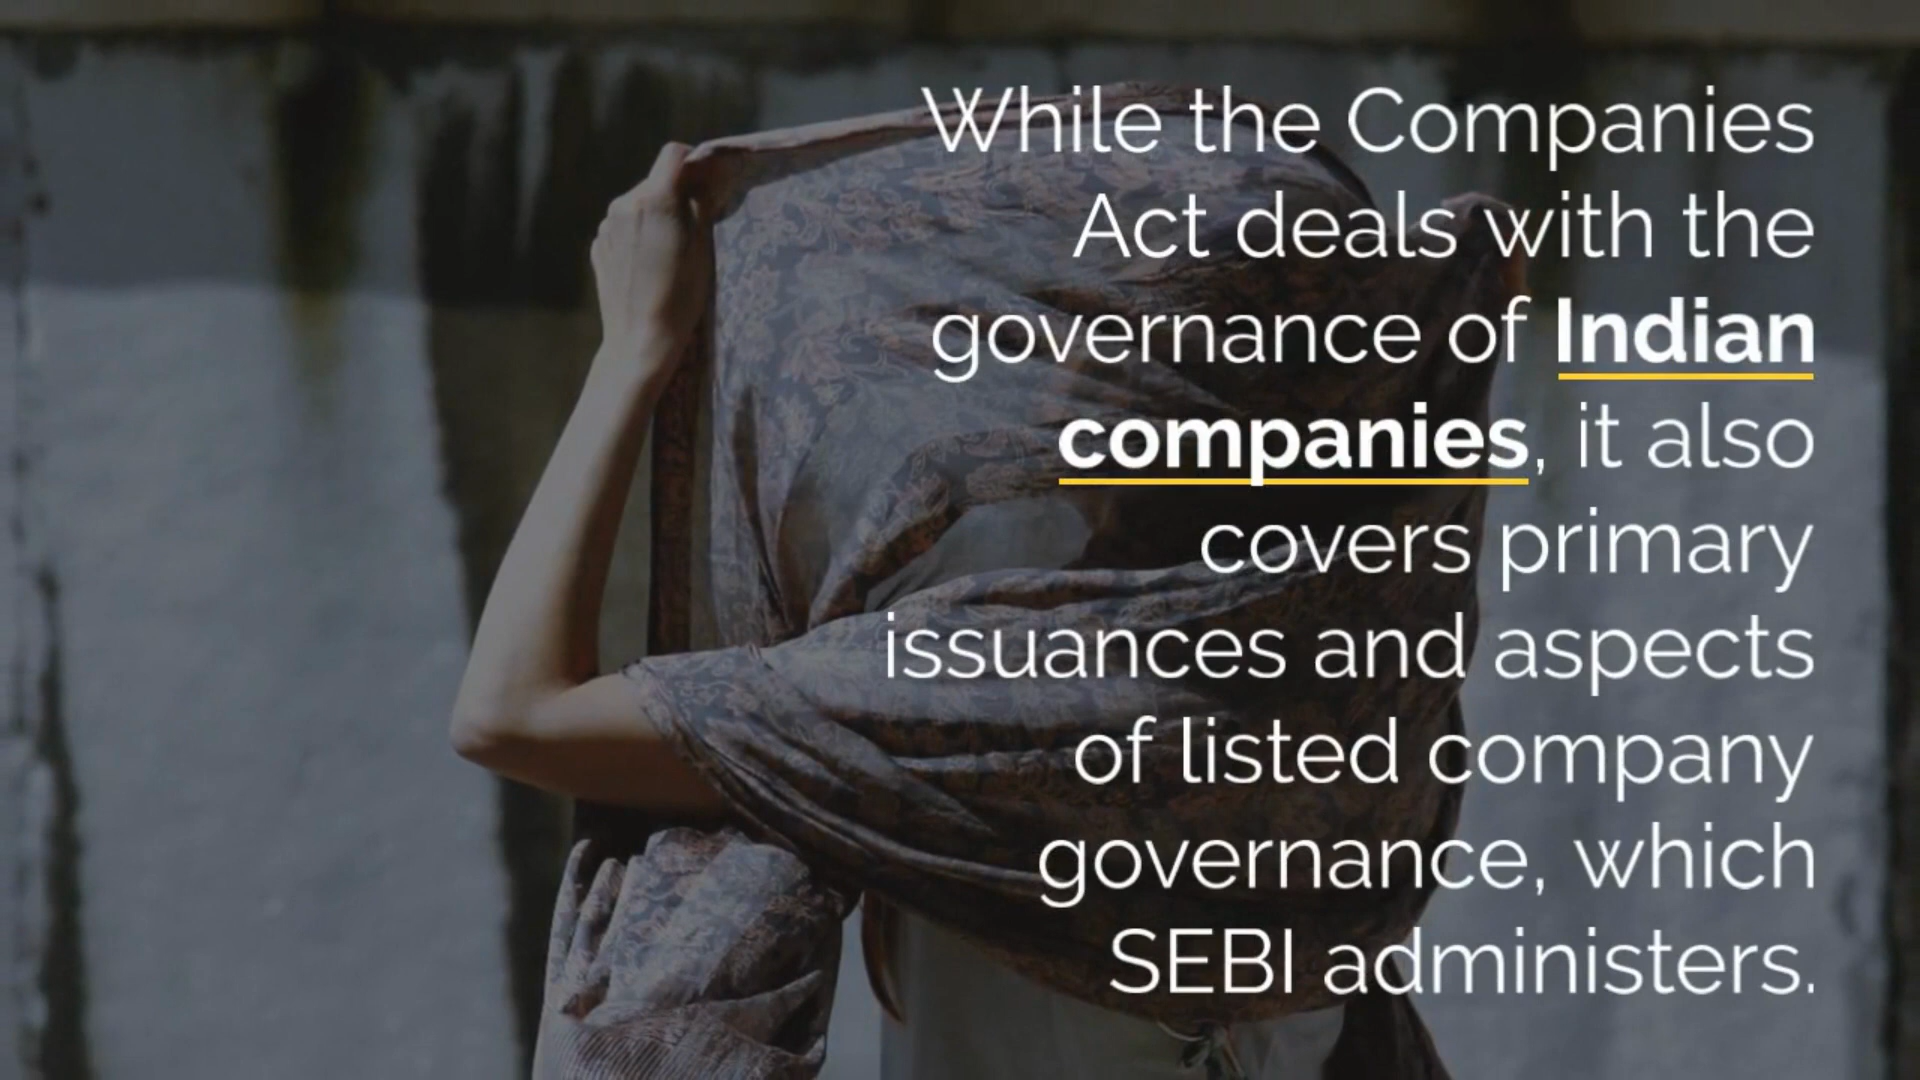 While the Companies
Act deals with the
governance of Indian
companies, it also
covers primary
issuances and aspects
of listed company
governance, which
SEBI administers.